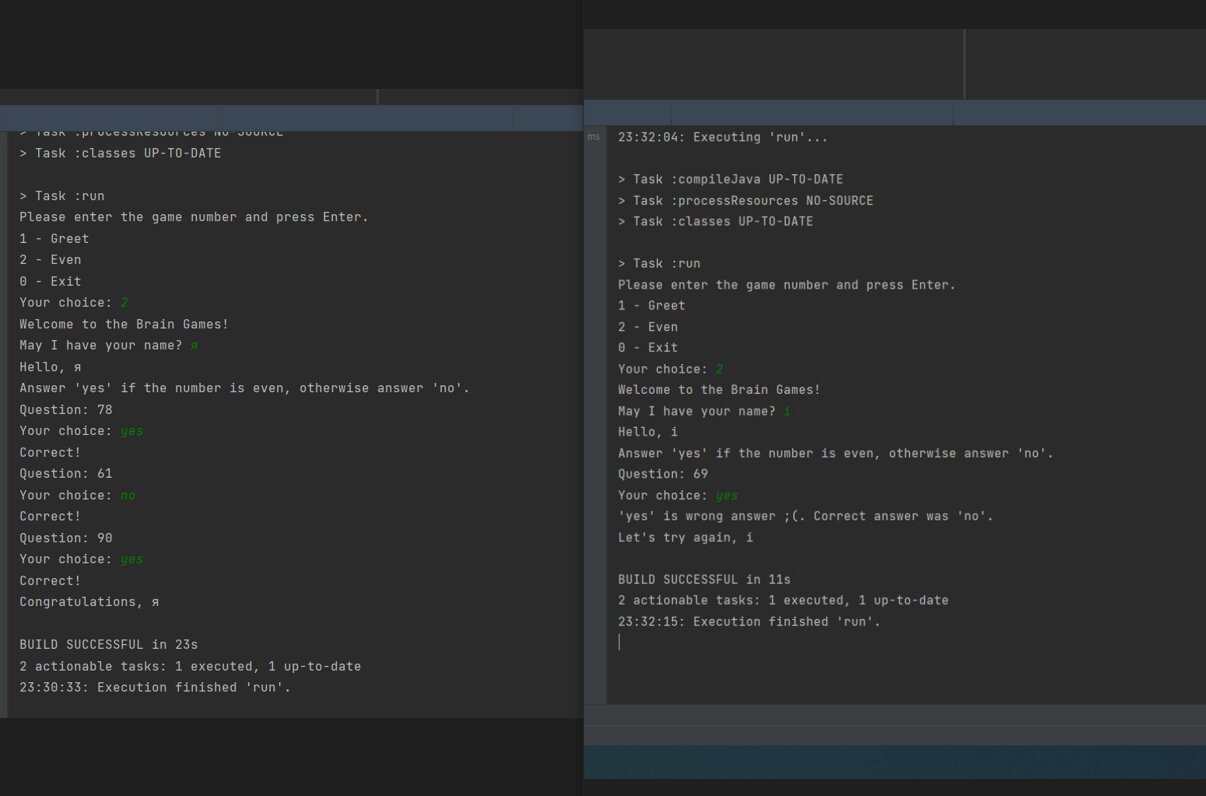 > Task :processResources NO-SOURCE
> Task :classes UP-TO-DATE
> Task :run
Please enter the game number and press Enter.
1 - Greet
2 - Even
0 - Exit
Your choice: 2
Welcome to the Brain Games!
May I have your name? я
Hello, я
Answer 'yes' if the number is even, otherwise answer 'no'.
Question: 78
Your choice: yes
Correct!
Question: 61
Your choice: no
Correct!
Question: 90
Your choice: yes
Correct!
Congratulations, я
BUILD SUCCESSFUL in 23s
2 actionable tasks: 1 executed, 1 up-to-date
23:30:33: Execution finished 'run'.
ms
23:32:04: Executing 'run'...
> Task :compileJava UP-TO-DATE
> Task :processResources NO-SOURCE
> Task :classes UP-TO-DATE
> Task :run
Please enter the game number and press Enter.
1 - Greet
2 - Even
0 - Exit
Your choice: 2
Welcome to the Brain Games!
May I have your name? i
Hello, i
Answer 'yes' if the number is even, otherwise answer 'no'.
Question: 69
Your choice: yes
'yes' is wrong answer ;(. Correct answer was 'no'.
Let's try again, i
BUILD SUCCESSFUL in 11s
2 actionable tasks: 1 executed, 1 up-to-date
23:32:15: Execution finished 'run'.